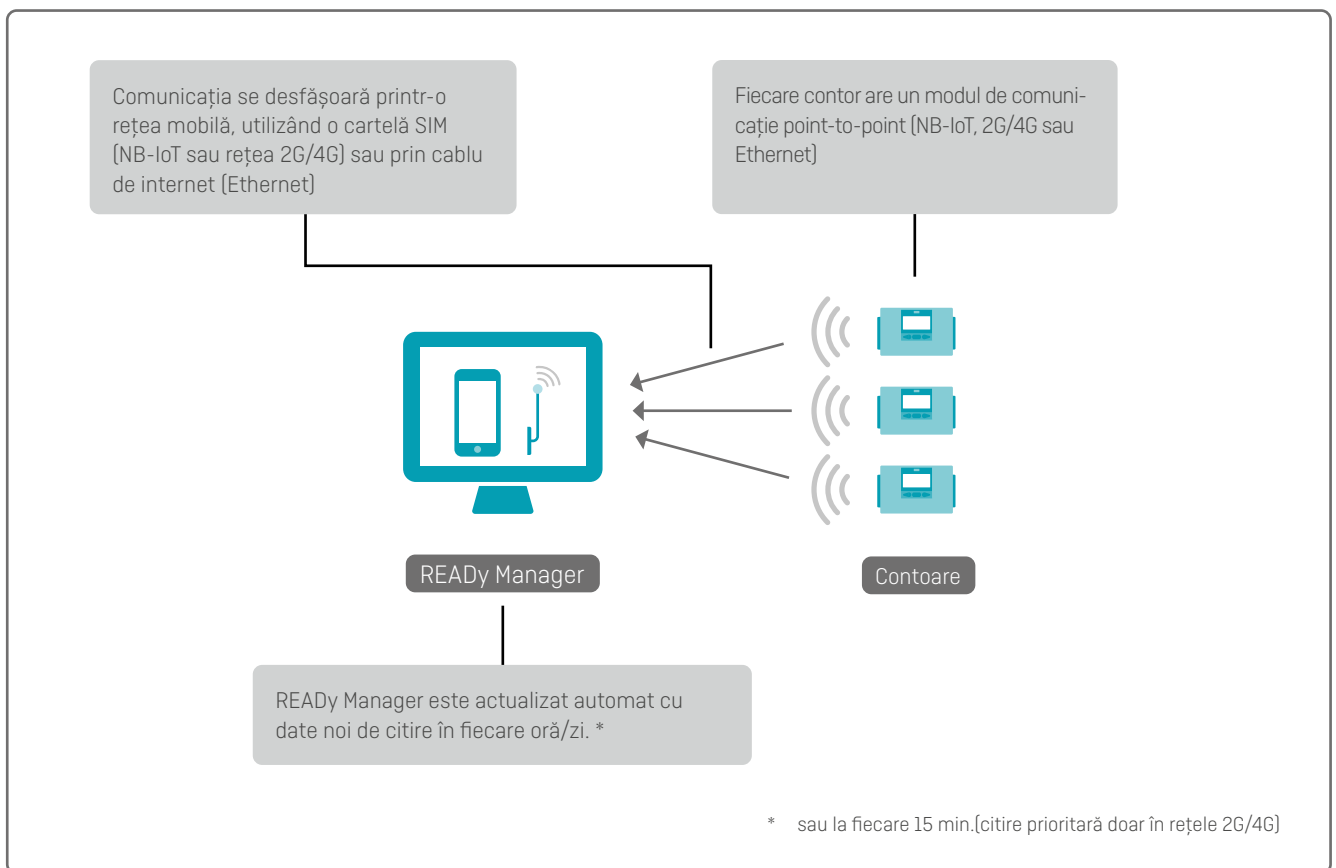 Comunicația se desfășoară printr-o
rețea mobilă, utilizând o cartelă SIM
(NB-IoT sau rețea 2G/4G) sau prin cablu
de internet (Ethernet)
Fiecare contor are un modul de comuni-
cație point-to-point (NB-IoT, 2G/4G sau
Ethernet)
READy Manager
Contoare
READy Manager este actualizat automat cu
date noi de citire în fiecare oră/zi. *
* sau la fiecare 15 min.(citire prioritară doar în rețele 2G/4G)